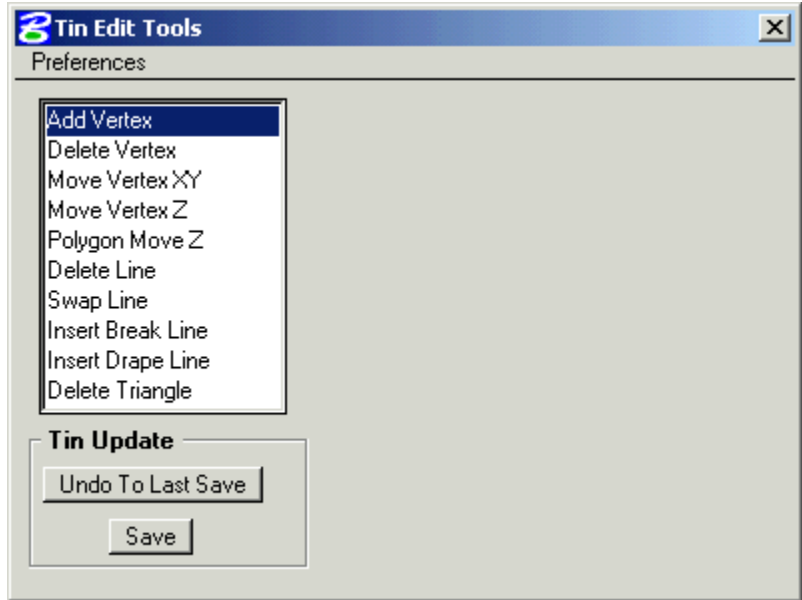 Tin Edit Tools
Preferences
Add Vertex
Delete Vertex
Move Vertex XY
Move Vertex Z
Polygon Move Z
Delete Line
Swap Line
Insert Break Line
Insert Drape Line
Delete Triangle
Tin Update
Undo To Last Save
Save